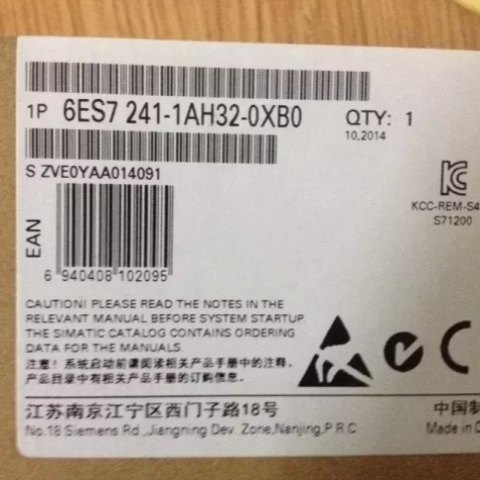 1P 6ES7 241-1AH32-0XB0 QTY: 1
10,2014
S ZVE0YAA014091
KCC-REM-S4
S71200
EAN
6 940408 102095
CAUTION! PLEASE READ THE NOTES IN THE
RELEVANT MANUAL BEFORE SYSTEM STARTUP.
THE SIMATIC CATALOG CONTAINS ORDERING
DATA FOR THE MANUALS.
注意! 系统启动前请阅读相关产品手册中的注释,
产品目录中有相关产品手册的订购信息。
江苏南京江宁区西门子路18号 中国制
No.18 Siemens Rd.,Jiangning Dev. Zone,Nanjing,P.R.C. Made in C